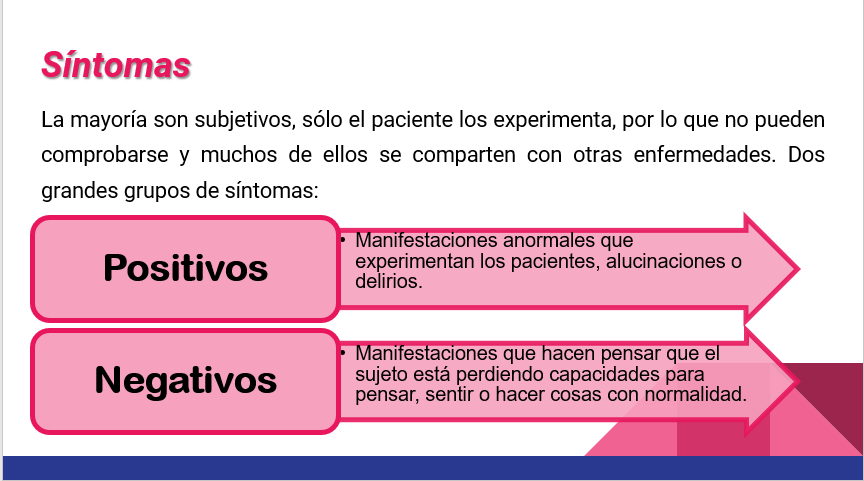 Síntomas
La mayoría son subjetivos, sólo el paciente los experimenta, por lo que no pueden
comprobarse y muchos de ellos se comparten con otras enfermedades. Dos
grandes grupos de síntomas:
Positivos
• Manifestaciones anormales que
experimentan los pacientes, alucinaciones o
delirios.
Negativos
• Manifestaciones que hacen pensar que el
sujeto está perdiendo capacidades para
pensar, sentir o hacer cosas con normalidad.